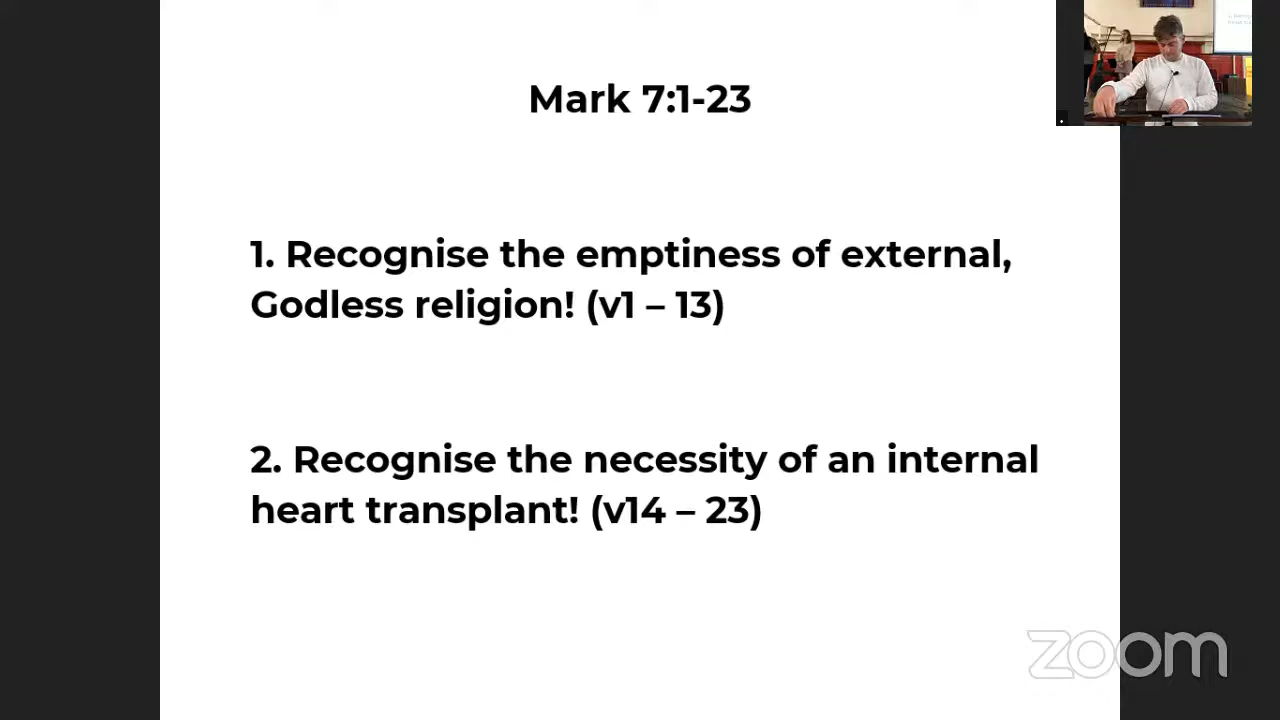 Mark 7:1-23
1. Recognise the emptiness of external,
Godless religion! (v1 – 13)
2. Recognise the necessity of an internal
heart transplant! (v14 – 23)
zoom